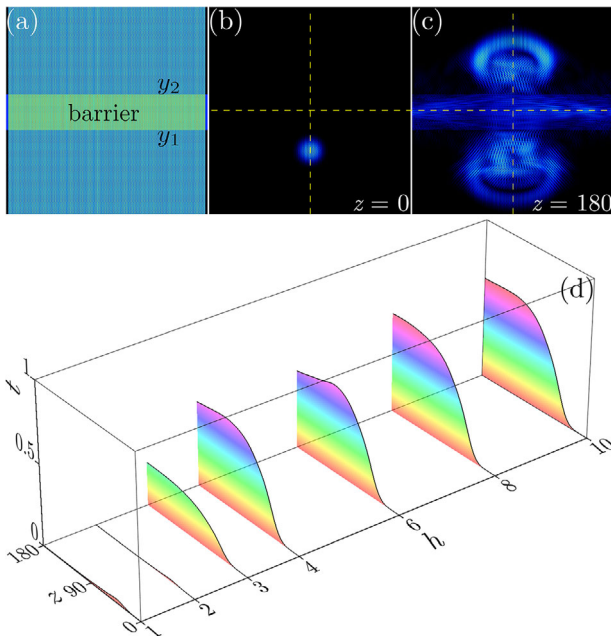 (a)
y₂
barrier
y₁
(b)
z = 0
(c)
z = 180
(d)
t
1
0.5
0
180
z 90
0
1
2
3
4
6
8
10
h